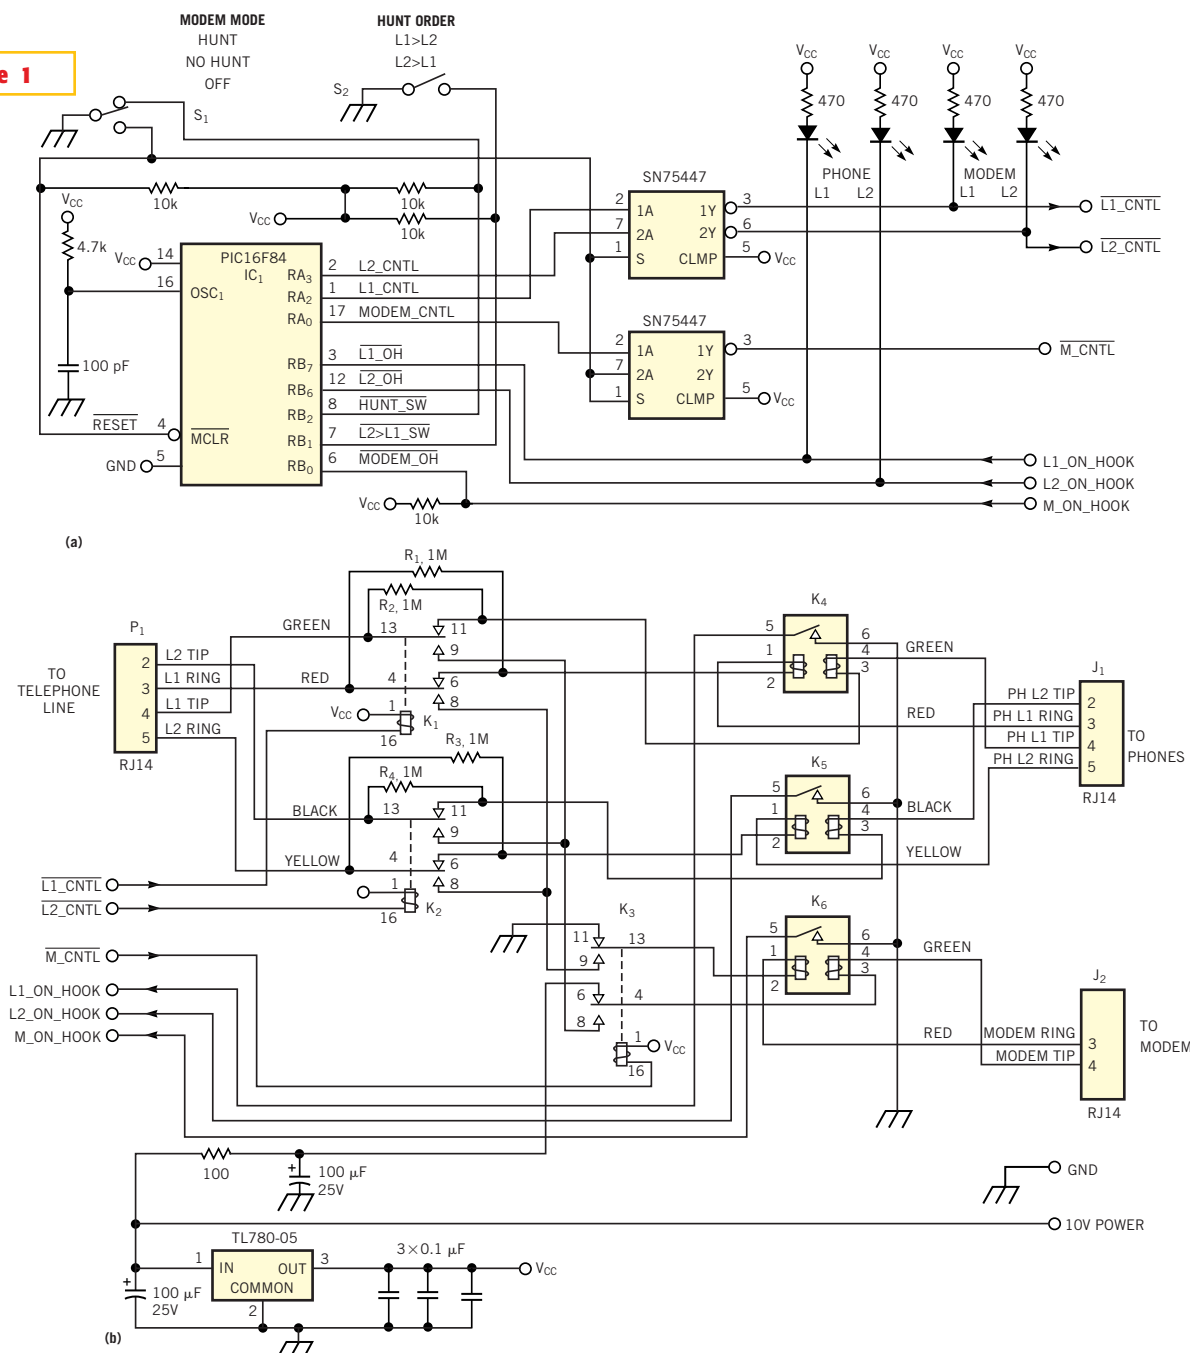 e 1
MODEM MODE
HUNT
NO HUNT
OFF
HUNT ORDER
L1>L2
L2>L1
S1
S2
VCC
VCC
VCC
VCC
470
470
470
470
PHONE
L1
L2
MODEM
L1
L2
10k
10k
10k
VCC
VCC
4.7k
VCC
14
16
100 pF
RESET
4
GND
5
PIC16F84
IC1
OSC1
MCLR
RA3
RA2
RA0
RB7
RB6
RB2
RB1
RB0
2 L2_CNTL
1 L1_CNTL
17 MODEM_CNTL
3 L1_OH
12 L2_OH
8 HUNT_SW
7 L2>L1_SW
6 MODEM_OH
VCC
10k
SN75447
2 1A 1Y 3
7 2A 2Y 6
1 S CLMP 5 VCC
L1_CNTL
L2_CNTL
SN75447
2 1A 1Y 3
7 2A 2Y
1 S CLMP 5 VCC
M_CNTL
L1_ON_HOOK
L2_ON_HOOK
M_ON_HOOK
(a)
R1, 1M
R2, 1M
GREEN
13
11
9
RED
4
6
8
VCC
1
16
K1
P1
TO
TELEPHONE
LINE
2 L2 TIP
3 L1 RING
4 L1 TIP
5 L2 RING
RJ14
R3, 1M
R4, 1M
BLACK
13
11
9
YELLOW
4
6
8
1
16
K2
K4
5
1
2
6
4
3
GREEN
RED
K5
5
1
2
6
4
3
BLACK
YELLOW
J1
PH L2 TIP 2
PH L1 RING 3
PH L1 TIP 4
PH L2 RING 5
TO
PHONES
RJ14
L1_CNTL
L2_CNTL
M_CNTL
L1_ON_HOOK
L2_ON_HOOK
M_ON_HOOK
K3
11
9
13
6
8
4
1
VCC
16
K6
5
1
2
6
4
3
GREEN
RED
J2
MODEM RING 3
MODEM TIP 4
TO
MODEM
RJ14
100
+
100 µF
25V
GND
10V POWER
TL780-05
1 IN OUT 3
COMMON
2
3×0.1 µF
VCC
+
100 µF
25V
(b)